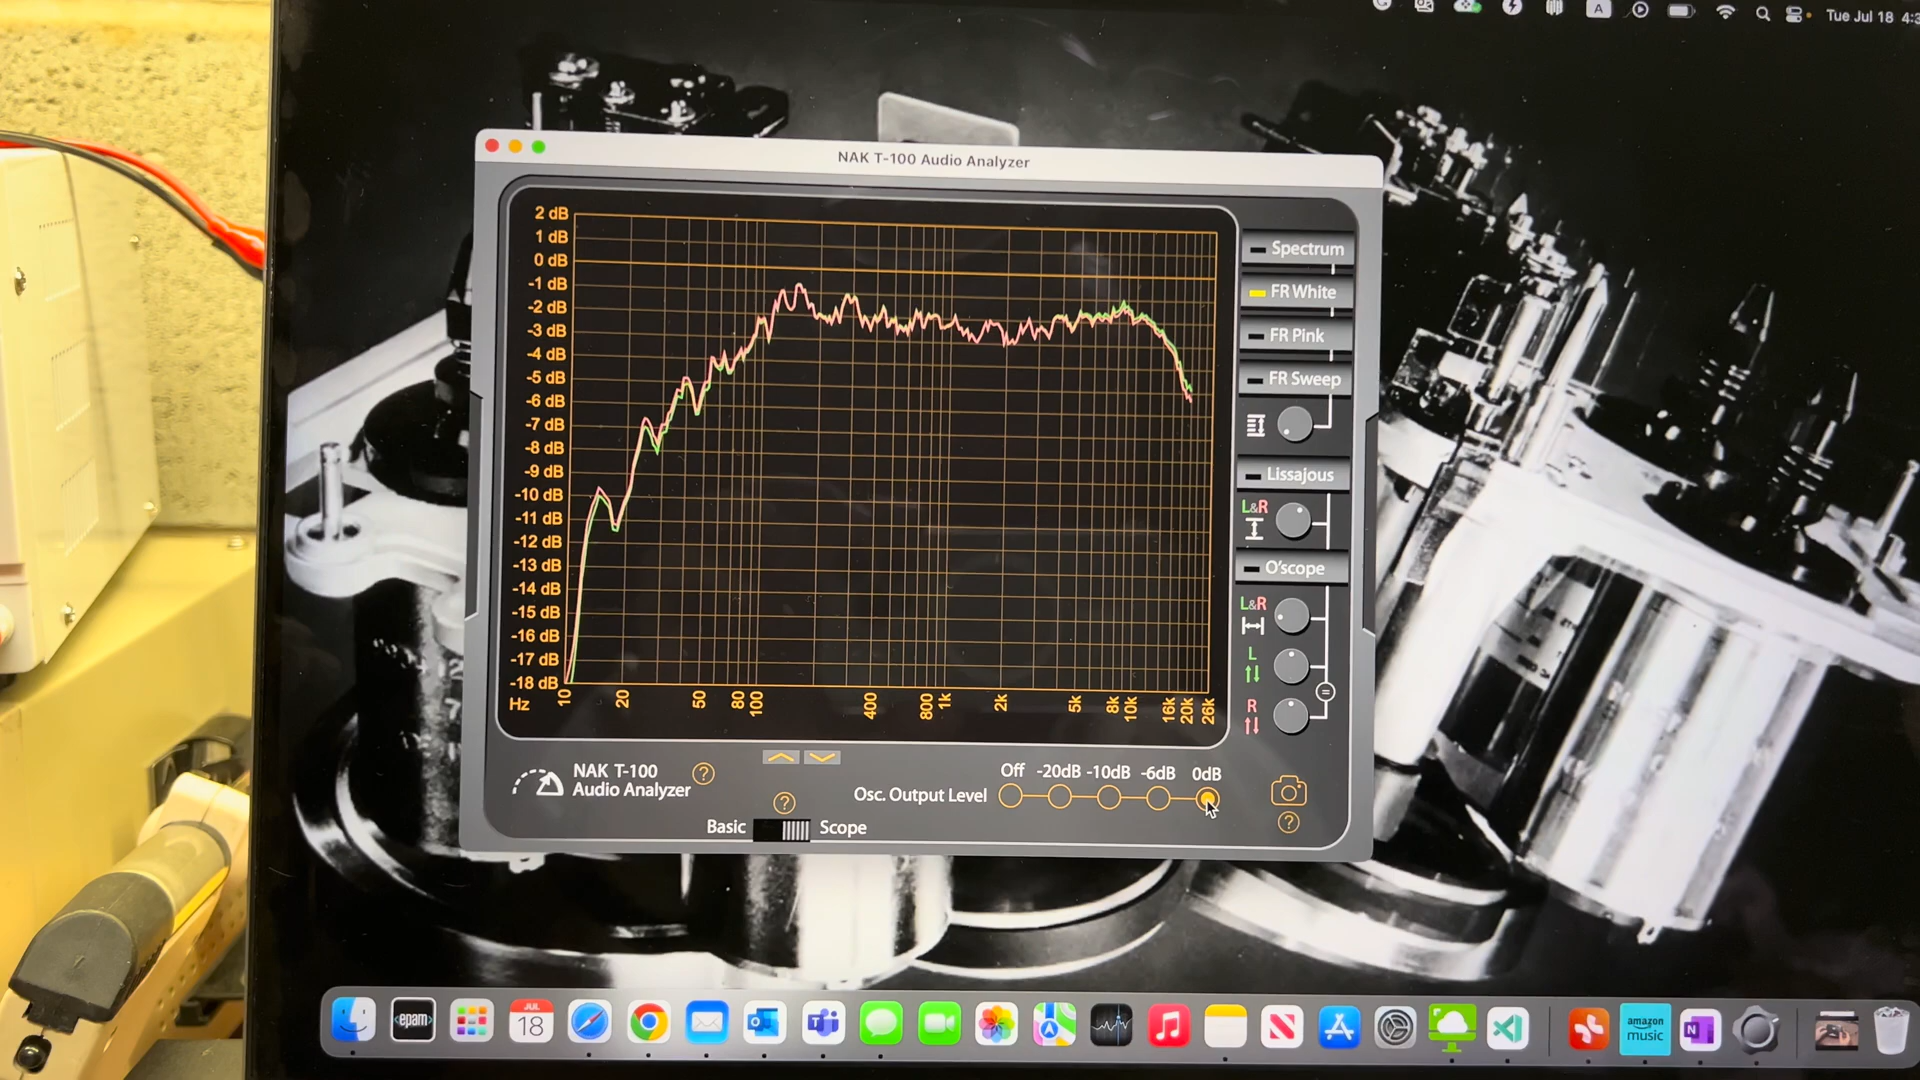 A
Tue Jul 18 4:3
NAK T-100 Audio Analyzer
2 dB
1 dB
0 dB
-1 dB
-2 dB
-3 dB
-4 dB
-5 dB
-6 dB
-7 dB
-8 dB
-9 dB
-10 dB
-11 dB
-12 dB
-13 dB
-14 dB
-15 dB
-16 dB
-17 dB
-18 dB
Hz 10 20 50 80 100 400 800 1k 2k 5k 8k 10k 16k 20k 26k
Spectrum
FR White
FR Pink
FR Sweep
Lissajous
L&R
O'scope
L&R
L
R
=
NAK T-100
Audio Analyzer
?
?
Basic
Scope
Off -20dB -10dB -6dB 0dB
Osc. Output Level
?
<epam>
JUL
18
amazon
music
N